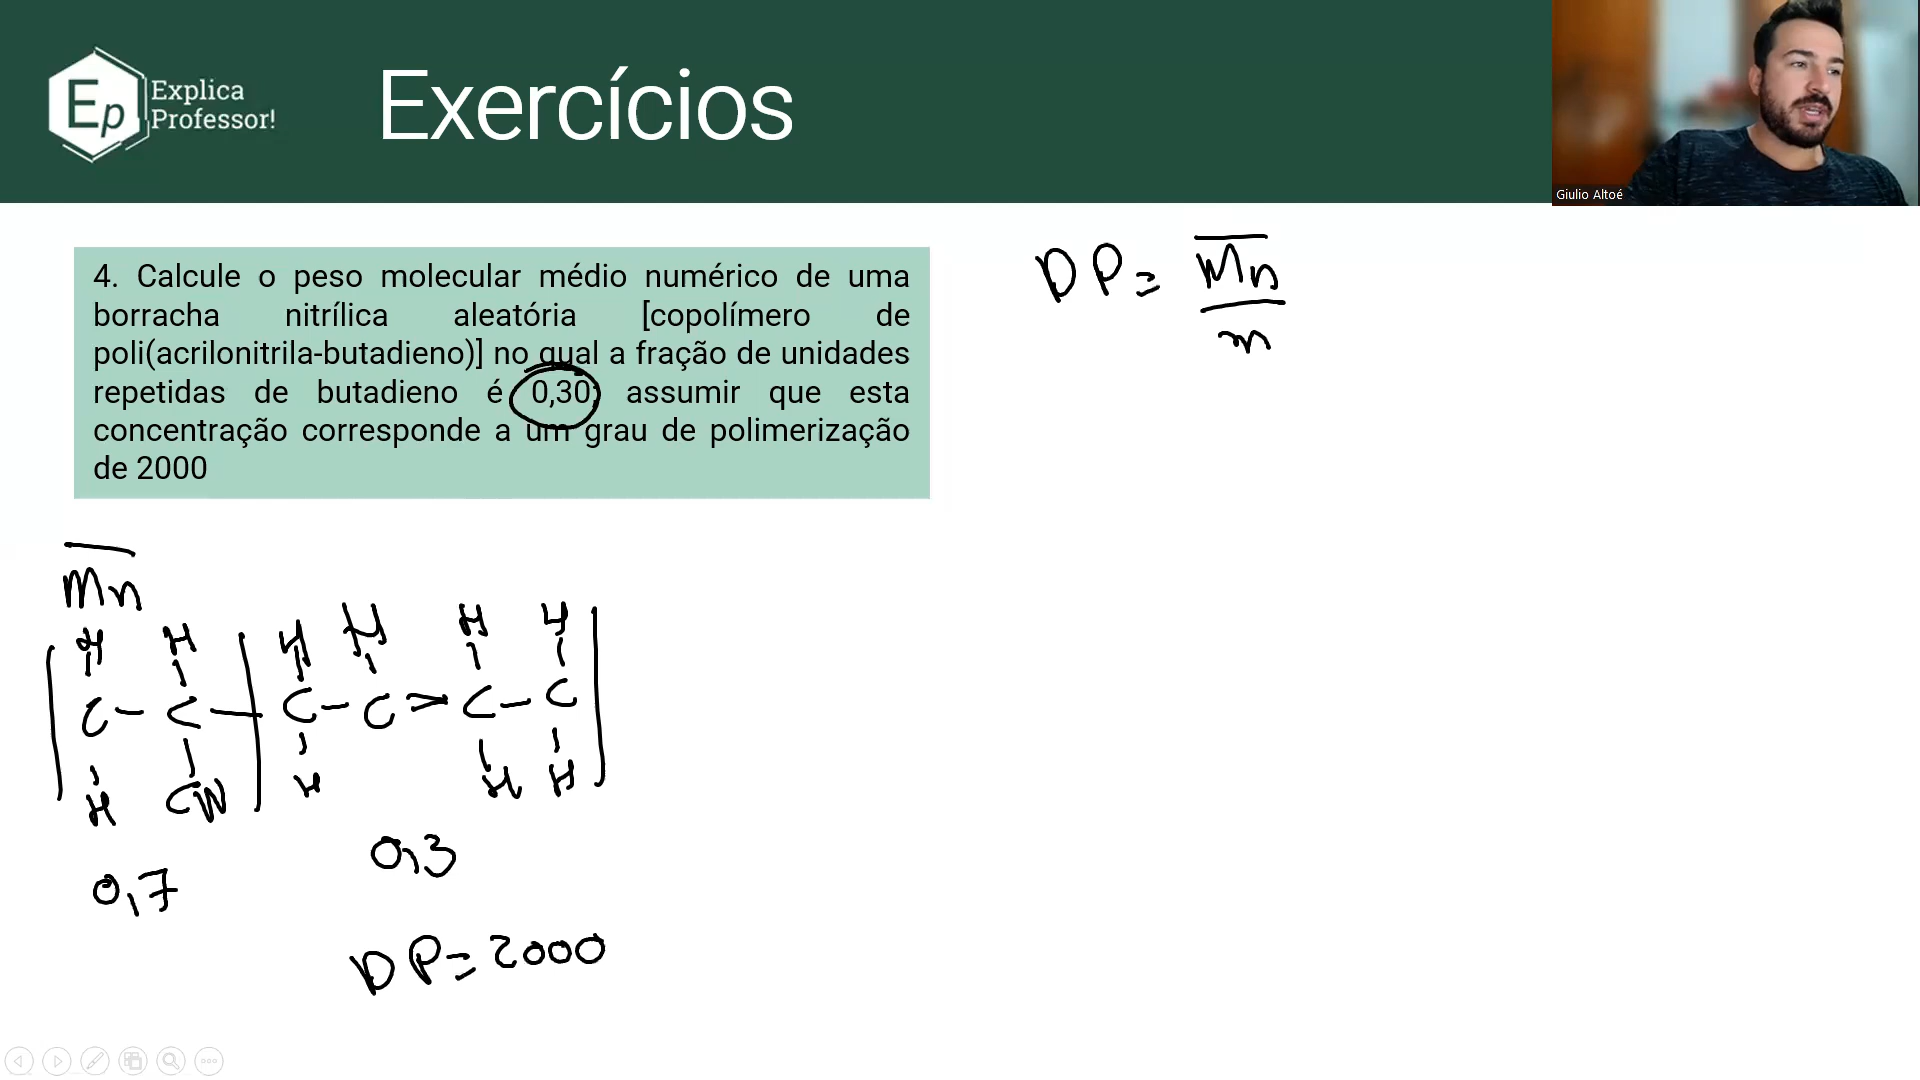 Ep
Explica
Professor!
Exercícios
Giulio Altoé
4. Calcule o peso molecular médio numérico de uma
borracha nitrílica aleatória [copolímero de
poli(acrilonitrila-butadieno)] no qual a fração de unidades
repetidas de butadieno é 0,30; assumir que esta
concentração corresponde a um grau de polimerização
de 2000
DP = Mn
m
Mn
H H H H H H
C - C - C - C = C - C
H CN H H H
0,7
0,3
DP = 2000